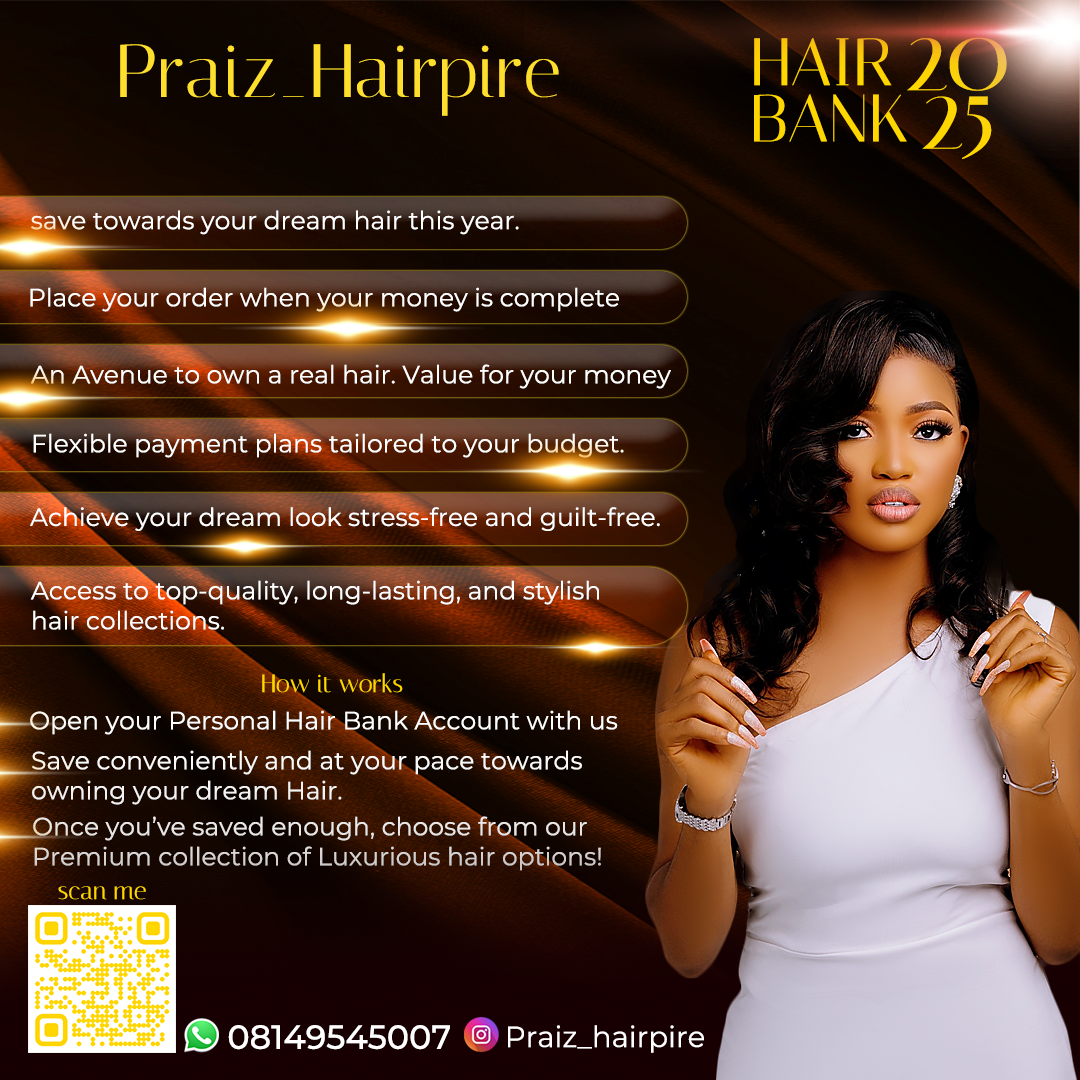 Praiz_Hairpire
HAIR 20
BANK 25
save towards your dream hair this year.
Place your order when your money is complete
An Avenue to own a real hair. Value for your money
Flexible payment plans tailored to your budget.
Achieve your dream look stress-free and guilt-free.
Access to top-quality, long-lasting, and stylish
hair collections.
How it works
Open your Personal Hair Bank Account with us
Save conveniently and at your pace towards
owning your dream Hair.
Once you’ve saved enough, choose from our
Premium collection of Luxurious hair options!
scan me
08149545007 Praiz_hairpire